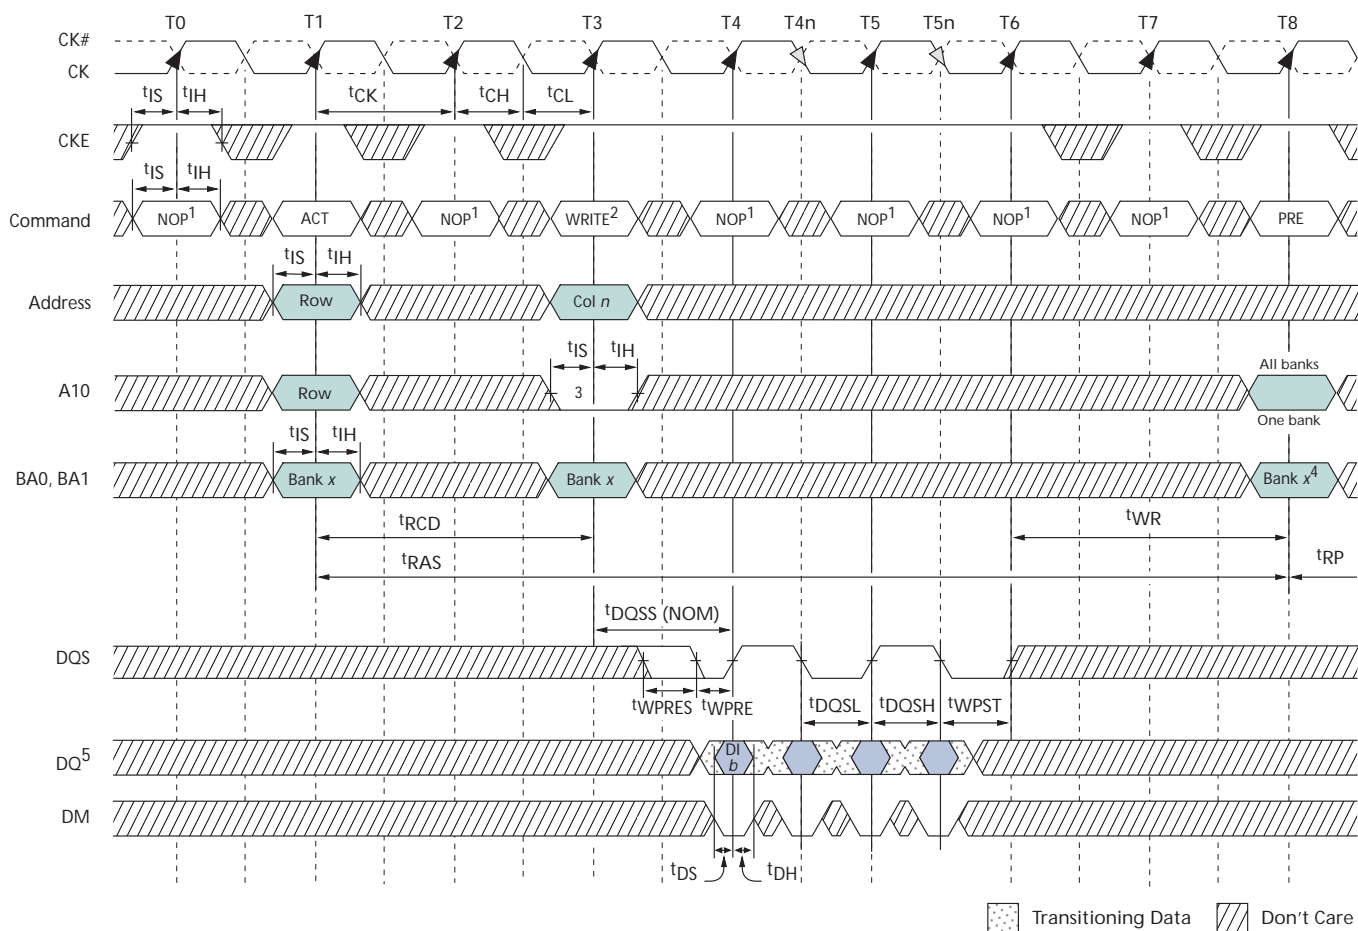 T0 T1 T2 T3 T4 T4n T5 T5n T6 T7 T8
CK#
CK
tIS tIH tCK tCH tCL
CKE
tIS tIH
Command NOP1 ACT NOP1 WRITE2 NOP1 NOP1 NOP1 NOP1 PRE
tIS tIH
Address Row Col n
tIS tIH
All banks
A10 Row 3
One bank
tIS tIH
BA0, BA1 Bank x Bank x Bank x4
tRCD tWR
tRAS tRP
tDQSS (NOM)
DQS
tWPRES tWPRE tDQSL tDQSH tWPST
DQ5 DI b
DM
tDS tDH
Transitioning Data Don't Care